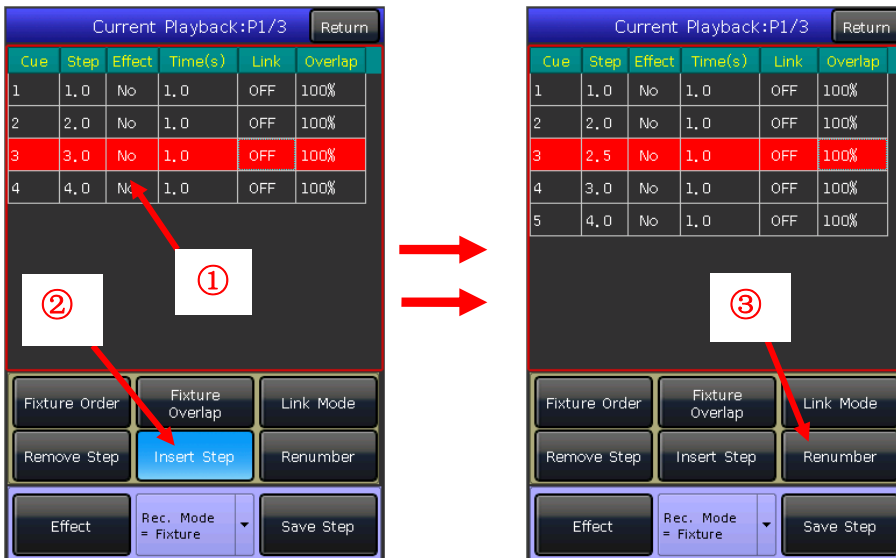 Current Playback:P1/3 Return
Cue Step Effect Time(s) Link Overlap
1 1.0 No 1.0 OFF 100%
2 2.0 No 1.0 OFF 100%
3 3.0 No 1.0 OFF 100%
4 4.0 No 1.0 OFF 100%
①
②
Fixture Order Fixture Overlap Link Mode
Remove Step Insert Step Renumber
Effect Rec. Mode = Fixture Save Step
Current Playback:P1/3 Return
Cue Step Effect Time(s) Link Overlap
1 1.0 No 1.0 OFF 100%
2 2.0 No 1.0 OFF 100%
3 2.5 No 1.0 OFF 100%
4 3.0 No 1.0 OFF 100%
5 4.0 No 1.0 OFF 100%
③
Fixture Order Fixture Overlap Link Mode
Remove Step Insert Step Renumber
Effect Rec. Mode = Fixture Save Step